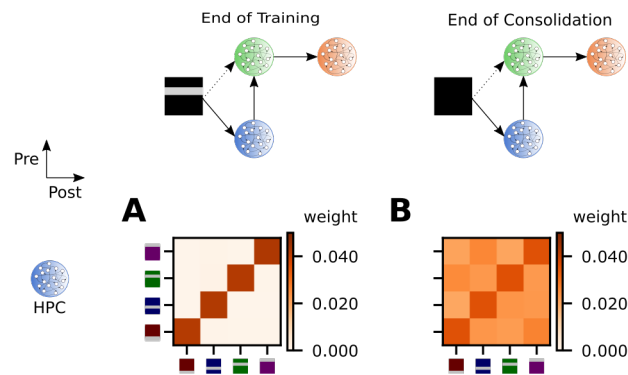 End of Training
End of Consolidation
Pre
Post
HPC
A
weight
0.040
0.020
0.000
B
weight
0.040
0.020
0.000